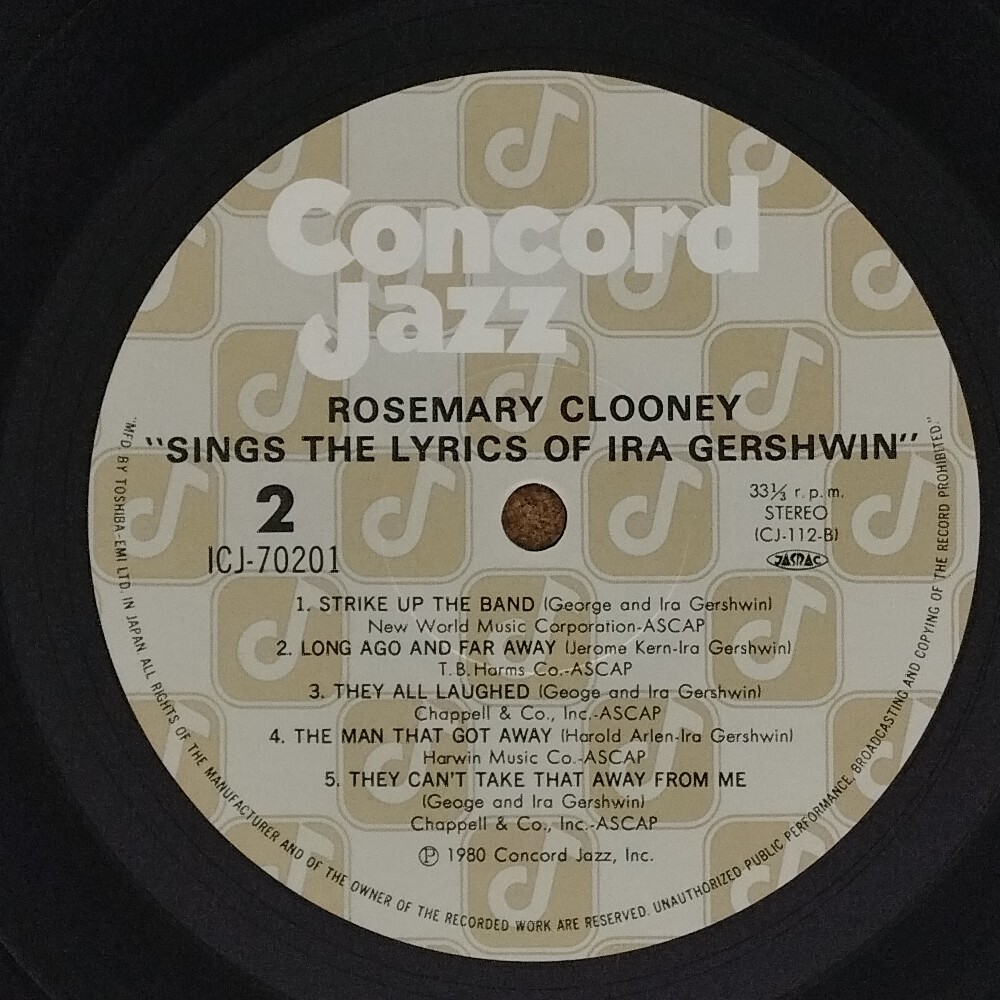 Concord
Jazz
ROSEMARY CLOONEY
"SINGS THE LYRICS OF IRA GERSHWIN"
2
ICJ-70201
33⅓ r.p.m.
STEREO
(CJ-112-B)
JASRAC
1. STRIKE UP THE BAND (George and Ira Gershwin)
New World Music Corporation-ASCAP
2. LONG AGO AND FAR AWAY (Jerome Kern-Ira Gershwin)
T.B.Harms Co.-ASCAP
3. THEY ALL LAUGHED (Geoge and Ira Gershwin)
Chappell & Co., Inc.-ASCAP
4. THE MAN THAT GOT AWAY (Harold Arlen-Ira Gershwin)
Harwin Music Co.-ASCAP
5. THEY CAN'T TAKE THAT AWAY FROM ME
(Geoge and Ira Gershwin)
Chappell & Co., Inc.-ASCAP
Ⓟ 1980 Concord Jazz, Inc.
"MFD BY TOSHIBA-EMI LTD. IN JAPAN ALL RIGHTS OF THE MANUFACTURER AND OF THE OWNER OF THE RECORDED WORK ARE RESERVED. UNAUTHORIZED PUBLIC PERFORMANCE, BROADCASTING AND COPYING OF THE RECORD PROHIBITED."